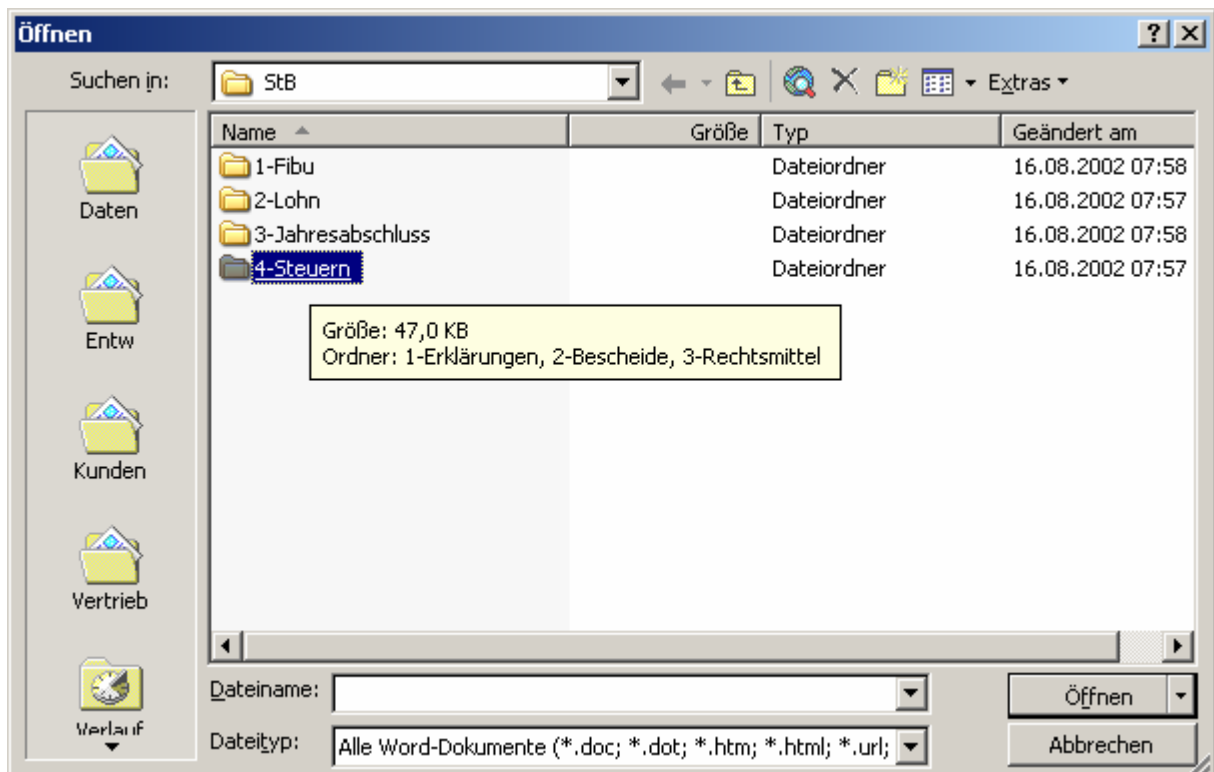 Öffnen
Suchen in:
StB
Extras
Name
Größe
Typ
Geändert am
1-Fibu Dateiordner 16.08.2002 07:58
2-Lohn Dateiordner 16.08.2002 07:57
3-Jahresabschluss Dateiordner 16.08.2002 07:58
4-Steuern Dateiordner 16.08.2002 07:57
Größe: 47,0 KB
Ordner: 1-Erklärungen, 2-Bescheide, 3-Rechtsmittel
Daten
Entw
Kunden
Vertrieb
Verlauf
Dateiname:
Öffnen
Dateityp:
Alle Word-Dokumente (*.doc; *.dot; *.htm; *.html; *.url;
Abbrechen